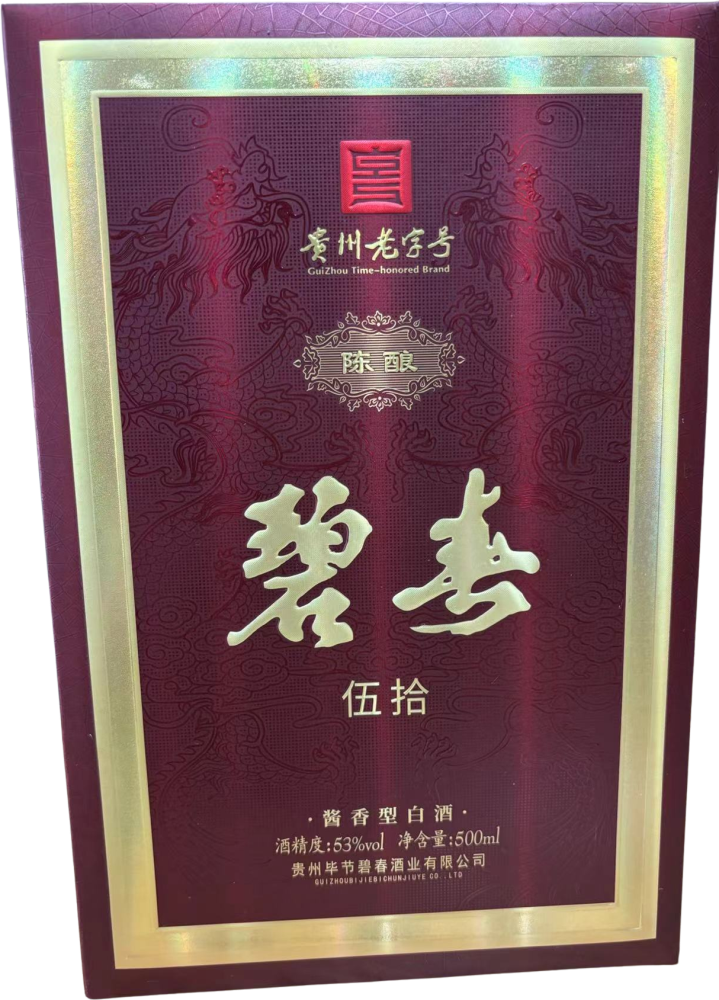 贵州老字号
GuiZhou Time-honored Brand
陈酿
碧春
伍拾
·酱香型白酒·
酒精度:53%vol 净含量:500ml
贵州毕节碧春酒业有限公司
GUIZHOUBIJIEBICHUNJIUYE CO.,LTD